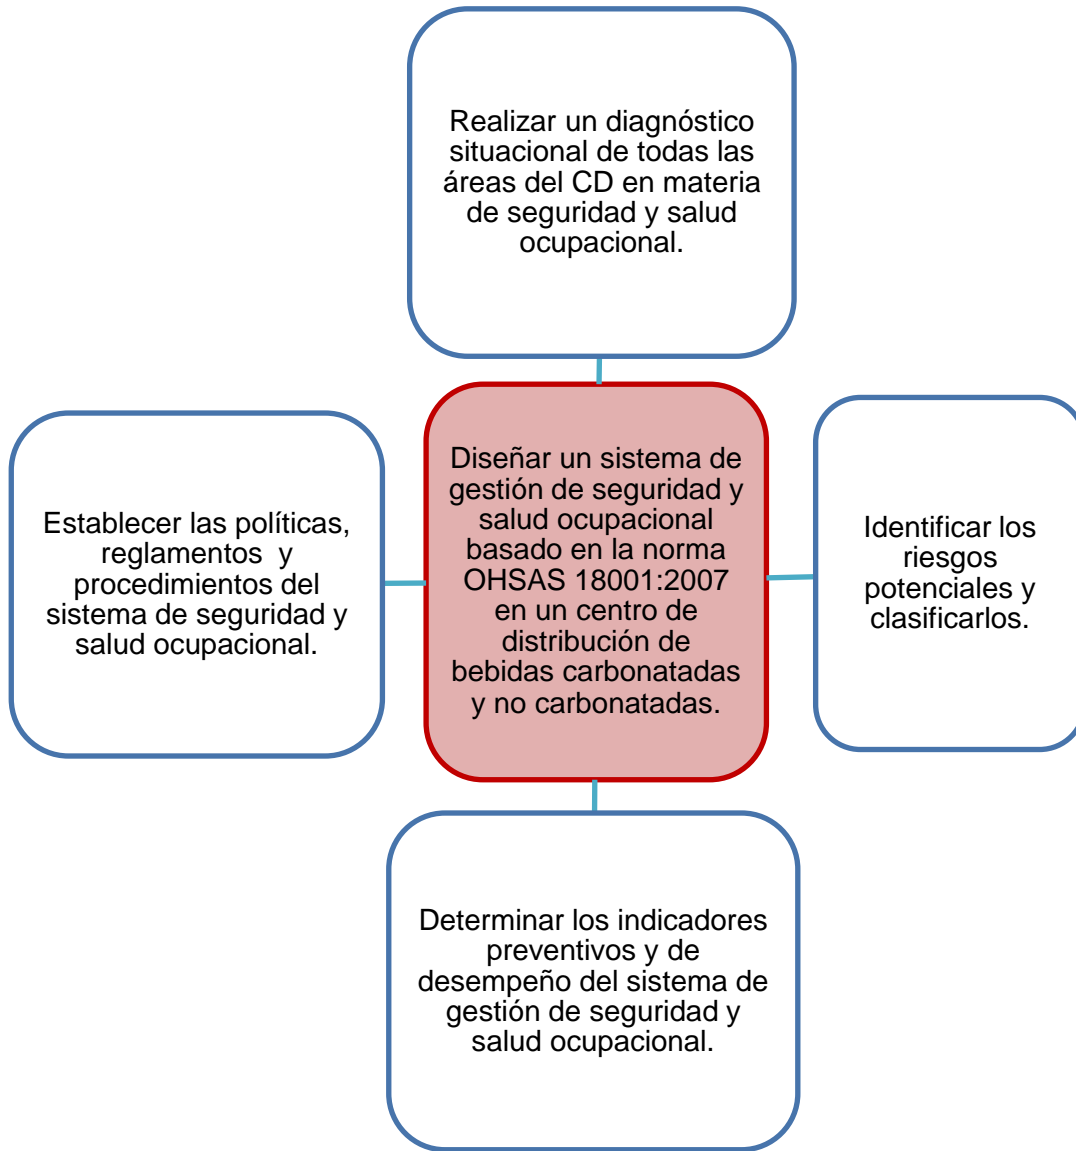 Realizar un diagnóstico
situacional de todas las
áreas del CD en materia
de seguridad y salud
ocupacional.
Establecer las políticas,
reglamentos  y
procedimientos del
sistema de seguridad y
salud ocupacional.
Diseñar un sistema de
gestión de seguridad y
salud ocupacional
basado en la norma
OHSAS 18001:2007
en un centro de
distribución de
bebidas carbonatadas
y no carbonatadas.
Identificar los
riesgos
potenciales y
clasificarlos.
Determinar los indicadores
preventivos y de
desempeño del sistema de
gestión de seguridad y
salud ocupacional.